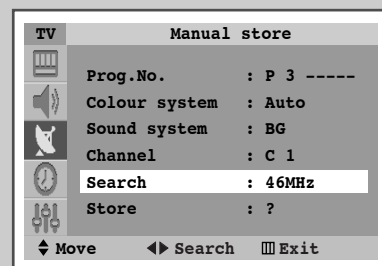 TV Manual store
Prog.No. : P 3 -----
Colour system : Auto
Sound system : BG
Channel : C 1
Search : 46MHz
Store : ?
Move Search Exit